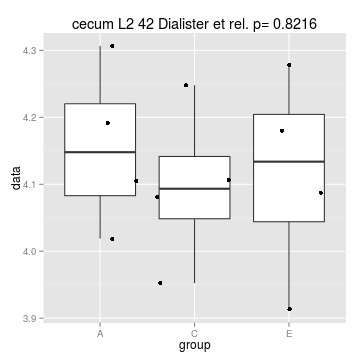 cecum L2 42 Dialister et rel. p= 0.8216
4.3
4.2
4.1
4.0
3.9
data
A
C
E
group